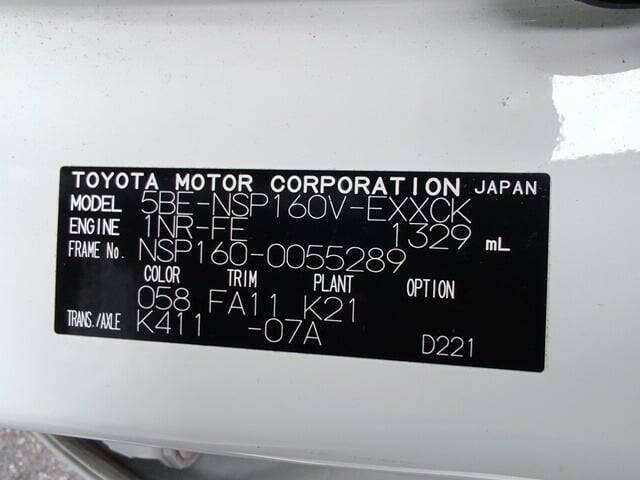 TOYOTA MOTOR CORPORATION JAPAN
MODEL 5BE-NSP160V-EXXCK
ENGINE 1NR-FE 1329 mL
FRAME No. NSP160-0055289
COLOR TRIM PLANT OPTION
058 FA11 K21
TRANS./AXLE K411 -07A
D221